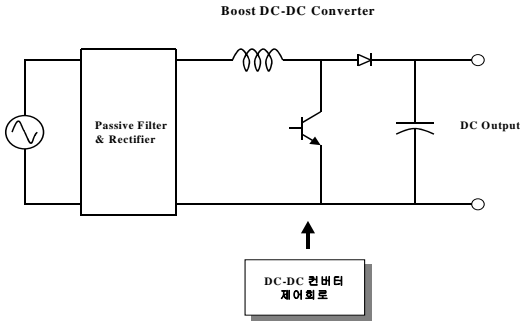 Boost DC-DC Converter
Passive Filter
& Rectifier
DC Output
DC-DC 컨버터
제어회로